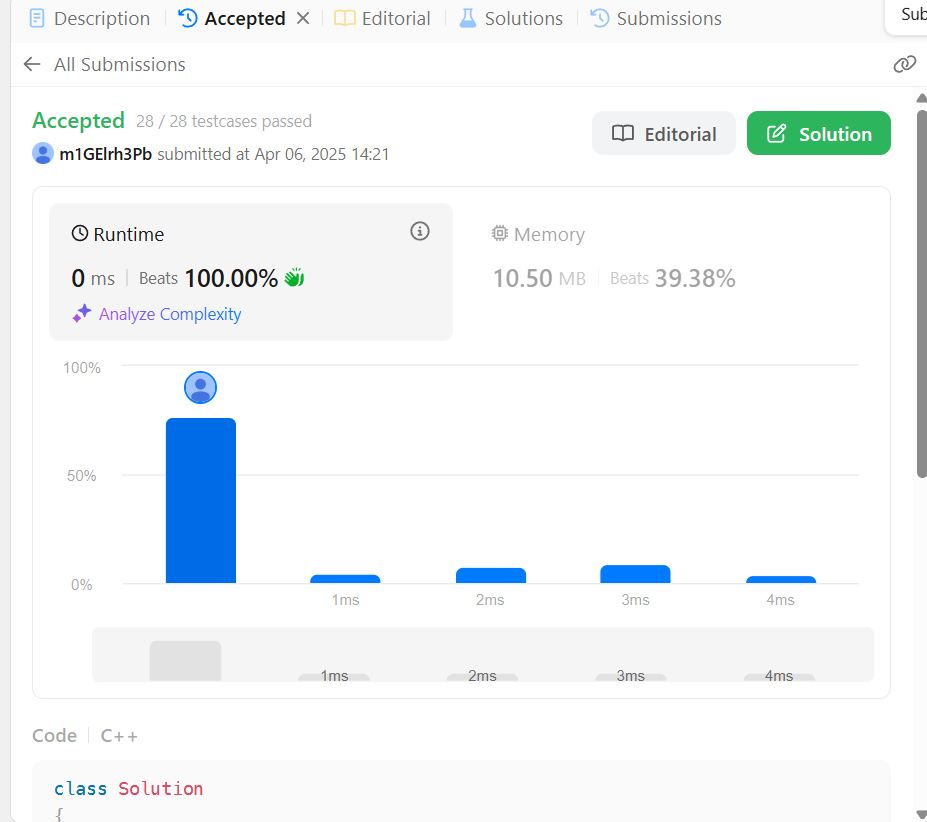 Description Accepted Editorial Solutions Submissions
All Submissions
Accepted 28 / 28 testcases passed
m1GElrh3Pb submitted at Apr 06, 2025 14:21
Editorial Solution
Runtime
0 ms Beats 100.00%
Analyze Complexity
Memory
10.50 MB Beats 39.38%
100%
50%
0%
1ms 2ms 3ms 4ms
1ms 2ms 3ms 4ms
Code C++
class Solution
{